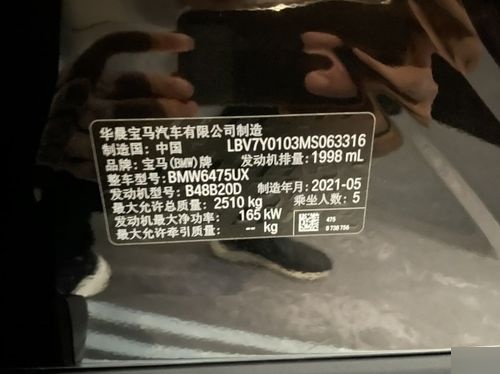 华晨宝马汽车有限公司制造
制造国: 中国 LBV7Y0103MS063316
品牌: 宝马(BMW)牌 发动机排量: 1998 mL
整车型号: BMW6475UX
发动机型号: B48B20D 制造年月: 2021-05
最大允许总质量: 2510 kg 乘坐人数: 5
发动机最大净功率: 165 kW
最大允许牵引质量: -- kg
475
8 738 756